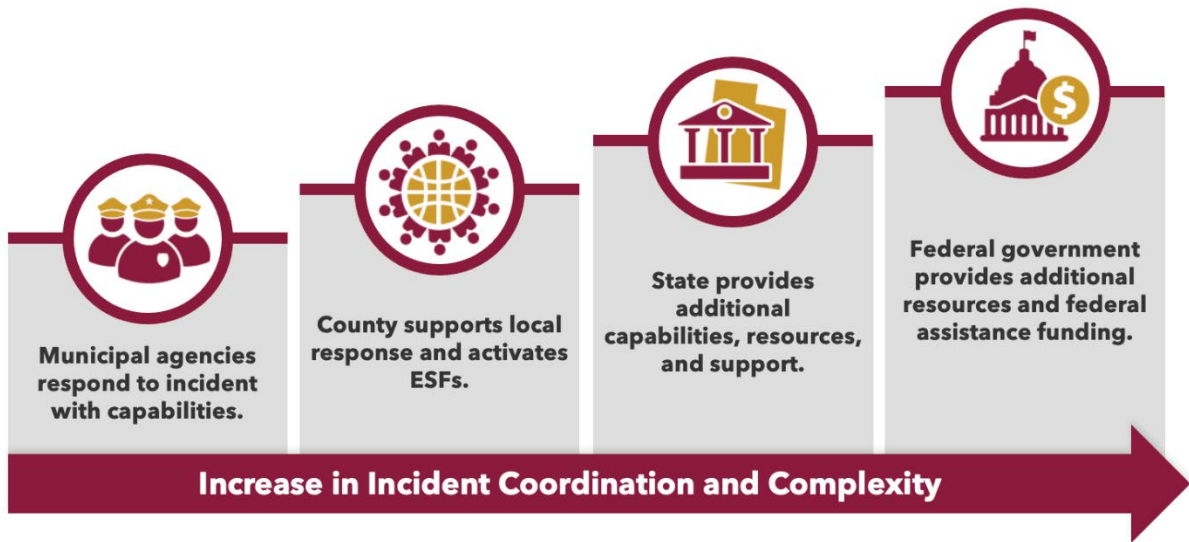 Municipal agencies
respond to incident
with capabilities.
County supports local
response and activates
ESFs.
State provides
additional
capabilities, resources,
and support.
Federal government
provides additional
resources and federal
assistance funding.
$
Increase in Incident Coordination and Complexity